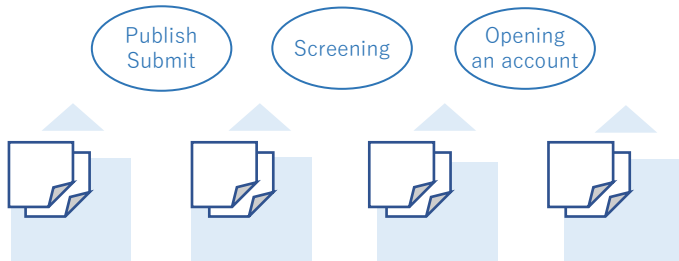 Publish
Submit
Screening
Opening
an account